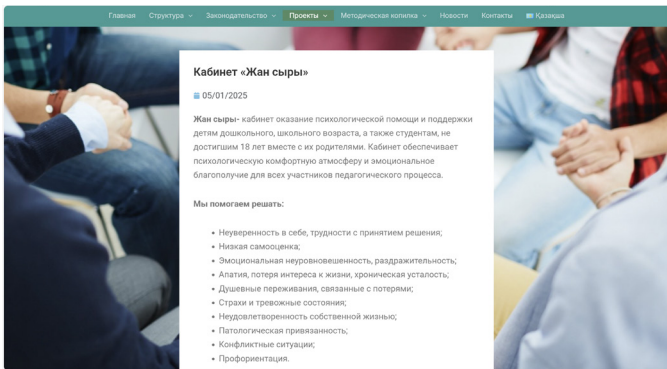 Главная Структура Законодательство Проекты Методическая копилка Новости Контакты Қазақша
Кабинет «Жан сыры»
05/01/2025
Жан сыры- кабинет оказание психологической помощи и поддержки
детям дошкольного, школьного возраста, а также студентам, не
достигшим 18 лет вместе с их родителями. Кабинет обеспечивает
психологическую комфортную атмосферу и эмоциональное
благополучие для всех участников педагогического процесса.
Мы помогаем решать:
• Неуверенность в себе, трудности с принятием решения;
• Низкая самооценка;
• Эмоциональная неуровновешенность, раздражительность;
• Апатия, потеря интереса к жизни, хроническая усталость;
• Душевные переживания, связанные с потерями;
• Страхи и тревожные состояния;
• Неудовлетворенность собственной жизнью;
• Патологическая привязанность;
• Конфликтные ситуации;
• Профориентация.